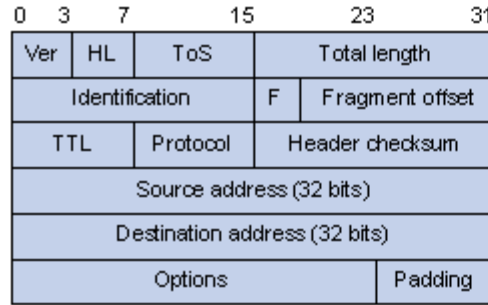 0 3 7 15 23 31
Ver HL ToS Total length
Identification F Fragment offset
TTL Protocol Header checksum
Source address (32 bits)
Destination address (32 bits)
Options Padding